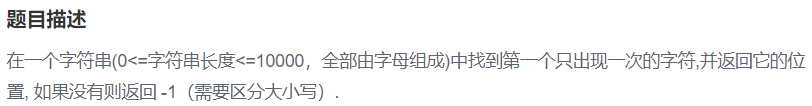 题目描述
在一个字符串(0<=字符串长度<=10000，全部由字母组成)中找到第一个只出现一次的字符,并返回它的位
置, 如果没有则返回 -1（需要区分大小写）.